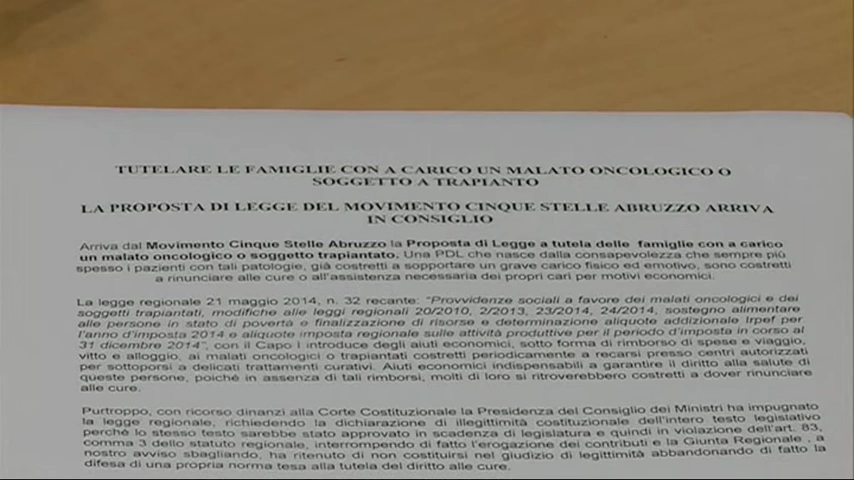 TUTELARE LE FAMIGLIE CON A CARICO UN MALATO ONCOLOGICO O
SOGGETTO A TRAPIANTO
LA PROPOSTA DI LEGGE DEL MOVIMENTO CINQUE STELLE ABRUZZO ARRIVA
IN CONSIGLIO
Arriva dal Movimento Cinque Stelle Abruzzo la Proposta di Legge a tutela delle famiglie con a carico
un malato oncologico o soggetto trapiantato. Una PDL che nasce dalla consapevolezza che sempre più
spesso i pazienti con tali patologie, già costretti a sopportare un grave carico fisico ed emotivo, sono costretti
a rinunciare alle cure o all'assistenza necessaria dei propri cari per motivi economici.
La legge regionale 21 maggio 2014, n. 32 recante: "Provvidenze sociali a favore dei malati oncologici e dei
soggetti trapiantati, modifiche alle leggi regionali 20/2010, 2/2013, 23/2014, 24/2014, sostegno alimentare
alle persone in stato di povertà e finalizzazione di risorse e determinazione aliquote addizionale Irpef per
l'anno d'imposta 2014 e aliquote imposta regionale sulle attività produttive per il periodo d'imposta in corso al
31 dicembre 2014", con il Capo I introduce degli aiuti economici, sotto forma di rimborso di spese e viaggio,
vitto e alloggio, ai malati oncologici o trapiantati costretti periodicamente a recarsi presso centri autorizzati
per sottoporsi a delicati trattamenti curativi. Aiuti economici indispensabili a garantire il diritto alla salute di
queste persone, poiché in assenza di tali rimborsi, molti di loro si ritroverebbero costretti a dover rinunciare
alle cure.
Purtroppo, con ricorso dinanzi alla Corte Costituzionale la Presidenza del Consiglio dei Ministri ha impugnato
la legge regionale, richiedendo la dichiarazione di illegittimità costituzionale dell'intero testo legislativo
perché lo stesso testo sarebbe stato approvato in scadenza di legislatura e quindi in violazione dell'art. 83,
comma 3 dello statuto regionale, interrompendo di fatto l'erogazione dei contributi e la Giunta Regionale , a
nostro avviso sbagliando, ha ritenuto di non costituirsi nel giudizio di legittimità abbandonando di fatto la
difesa di una propria norma tesa alla tutela del diritto alle cure.